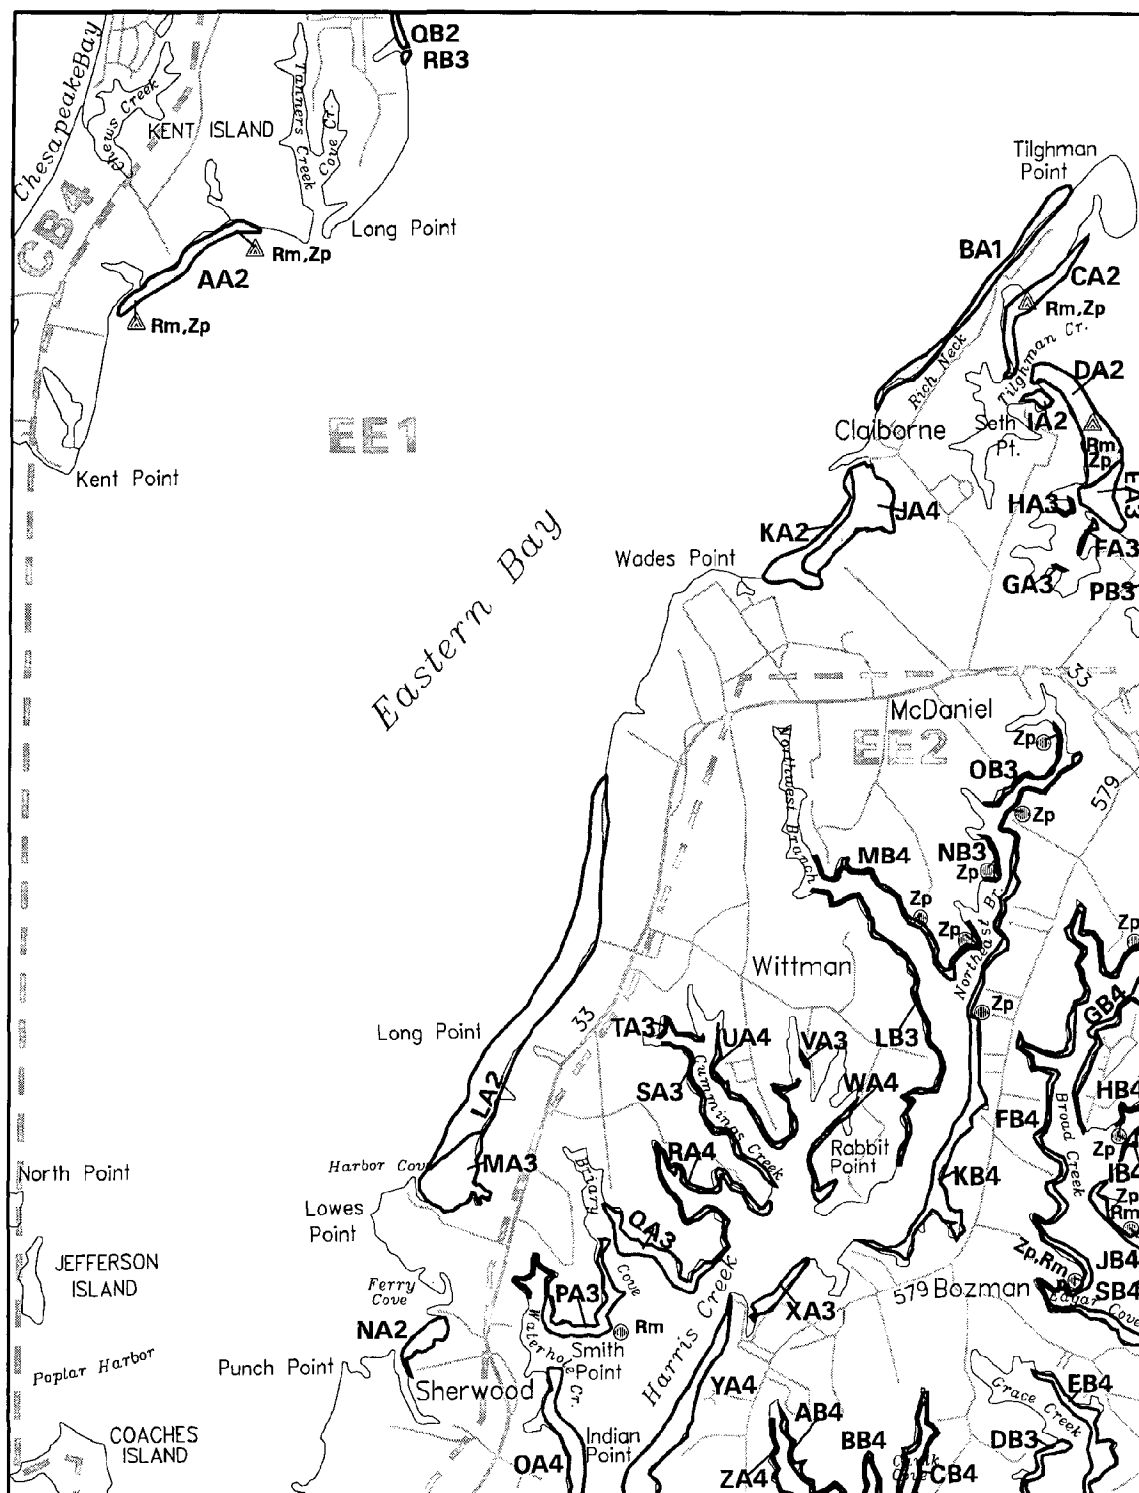 QB2
RB3
Chesapeake Bay
Chews Creek
KENT ISLAND
Tanners Creek
Cove Cr.
CB4
Long Point
Rm,Zp
AA2
Rm,Zp
Tilghman
Point
BA1
CA2
Rm,Zp
Tilghman Cr.
Rich Neck
DA2
EE1
Claiborne
Seth
Pt.
IA2
Rm,
Zp
Kent Point
EA3
HA3
JA4
KA2
FA3
Wades Point
GA3
PB3
Eastern Bay
33
McDaniel
EE2
Northwest Branch
Zp
OB3
579
Zp
MB4
NB3
Zp
Zp
Zp
Zp
Northeast Br.
Wittman
Zp
GB4
Long Point
33
TA3
UA4
VA3
LB3
LA2
SA3
Cummings Creek
WA4
HB4
FB4
Broad Creek
Zp
North Point
Harbor Cov
MA3
Briary
Cove
RA4
Rabbit
Point
KB4
IB4
Zp
Rm
Lowes
Point
QA3
JEFFERSON
ISLAND
Ferry
Cove
Zp,Rm
JB4
SB4
Edgar Cove
PA3
Harris Creek
XA3
579
Bozman
NA2
Waterhole Cr.
Rm
Smith
Point
Poplar Harbor
Punch Point
Sherwood
YA4
Grace Creek
EB4
AB4
COACHES
ISLAND
Indian
Point
OA4
ZA4
BB4
CB4
DB3